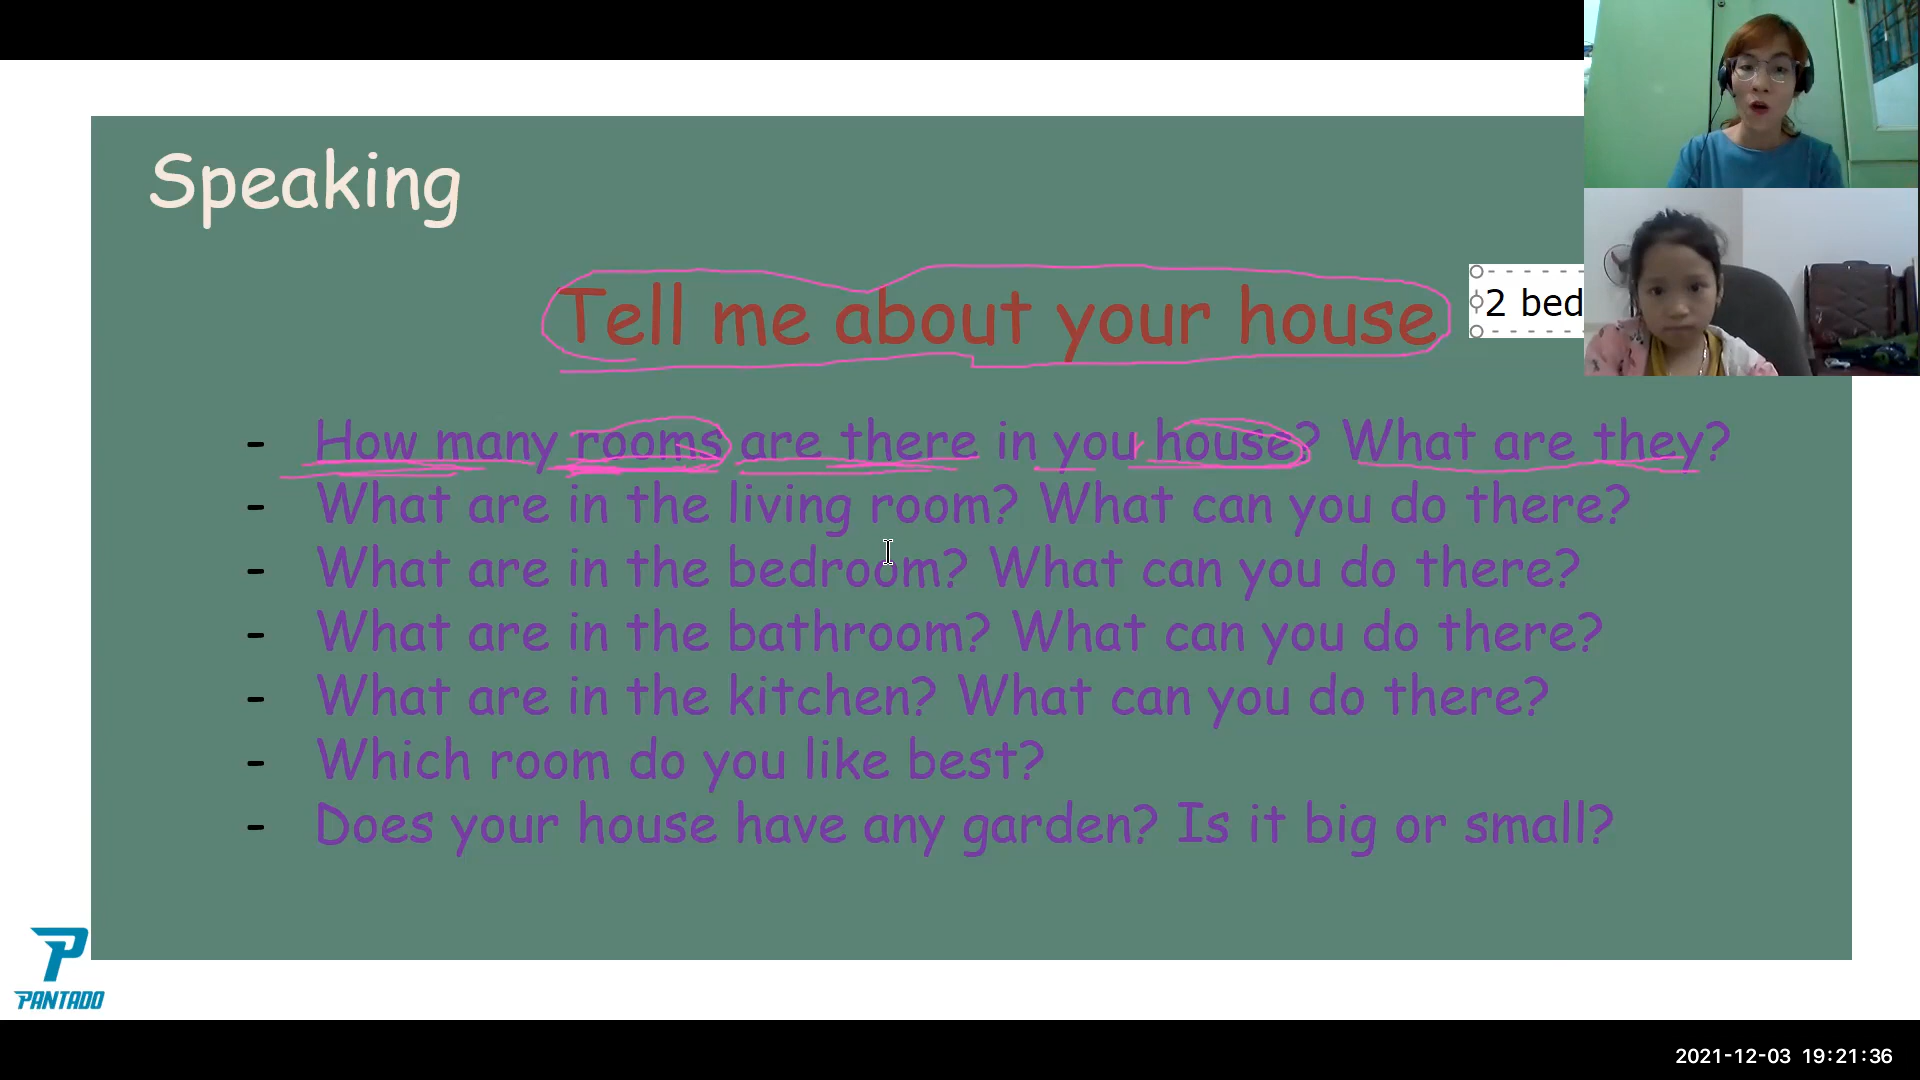 Speaking
Tell me about your house
2 bed
- How many rooms are there in your house? What are they?
- What are in the living room? What can you do there?
- What are in the bedroom? What can you do there?
- What are in the bathroom? What can you do there?
- What are in the kitchen? What can you do there?
- Which room do you like best?
- Does your house have any garden? Is it big or small?
PANTADO
2021-12-03 19:21:36